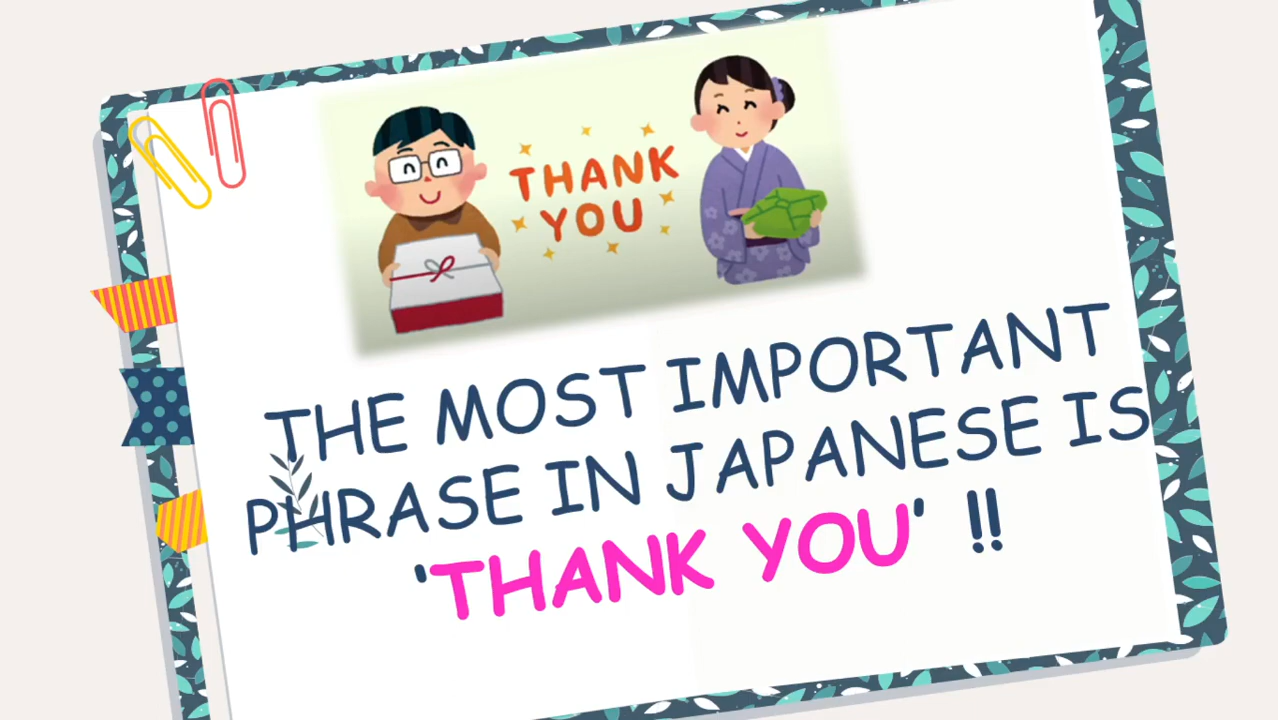 THANK
YOU
THE MOST IMPORTANT
PHRASE IN JAPANESE IS
'THANK YOU' !!